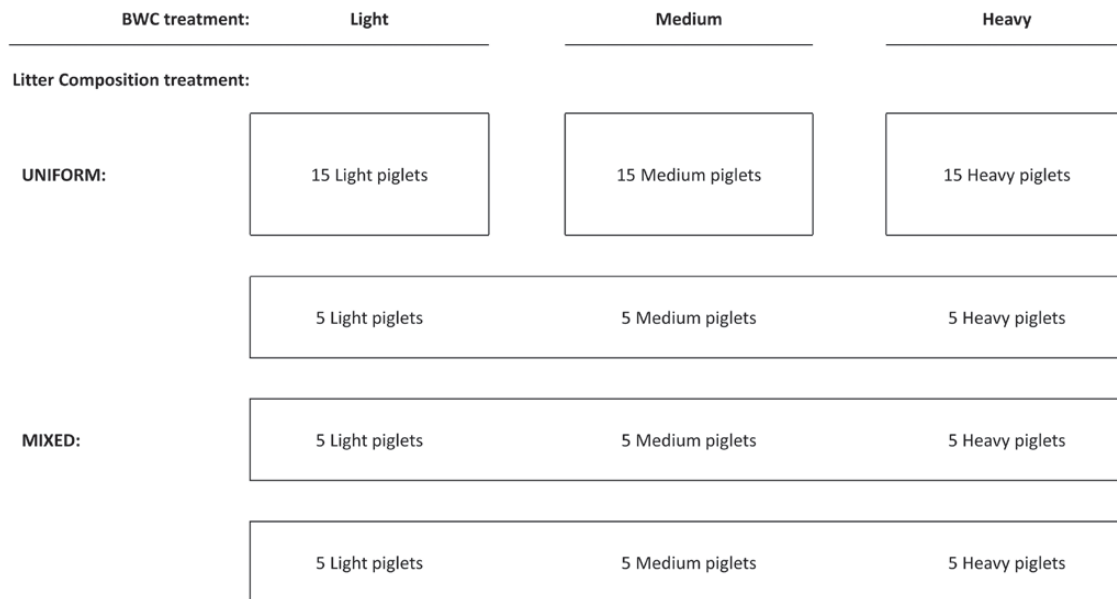 BWC treatment: Light Medium Heavy
Litter Composition treatment:
UNIFORM: 15 Light piglets 15 Medium piglets 15 Heavy piglets
5 Light piglets 5 Medium piglets 5 Heavy piglets
MIXED: 5 Light piglets 5 Medium piglets 5 Heavy piglets
5 Light piglets 5 Medium piglets 5 Heavy piglets